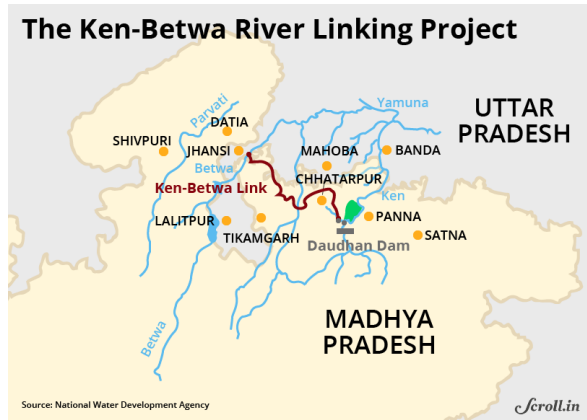 The Ken-Betwa River Linking Project
Parvati
Yamuna
DATIA
UTTAR
PRADESH
SHIVPURI
JHANSI
MAHOBA
BANDA
Betwa
CHHATARPUR
Ken-Betwa Link
Ken
LALITPUR
PANNA
TIKAMGARH
SATNA
Daudhan Dam
MADHYA
PRADESH
Betwa
Source: National Water Development Agency
Scroll.in